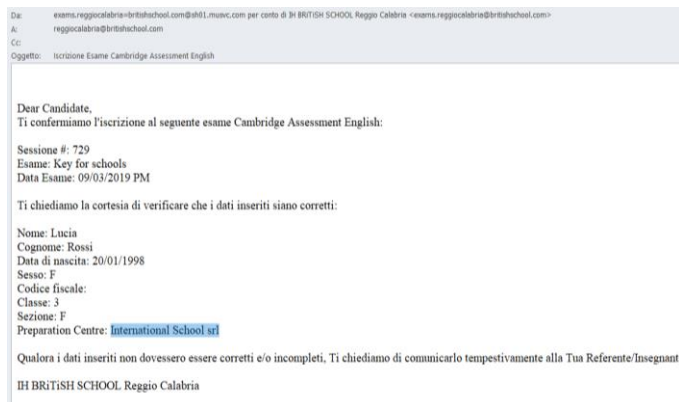 Da: exams.reggiocalabria=britishschool.com@sh01.musvc.com per conto di IH BRITISH SCHOOL Reggio Calabria <exams.reggiocalabria@britishschool.com>
A: reggiocalabria@britishschool.com
Cc:
Oggetto: Iscrizione Esame Cambridge Assessment English
Dear Candidate,
Ti confermiamo l'iscrizione al seguente esame Cambridge Assessment English:
Sessione #: 729
Esame: Key for schools
Data Esame: 09/03/2019 PM
Ti chiediamo la cortesia di verificare che i dati inseriti siano corretti:
Nome: Lucia
Cognome: Rossi
Data di nascita: 20/01/1998
Sesso: F
Codice fiscale:
Classe: 3
Sezione: F
Preparation Centre: International School srl
Qualora i dati inseriti non dovessero essere corretti e/o incompleti, Ti chiediamo di comunicarlo tempestivamente alla Tua Referente/Insegnant
IH BRiTiSH SCHOOL Reggio Calabria